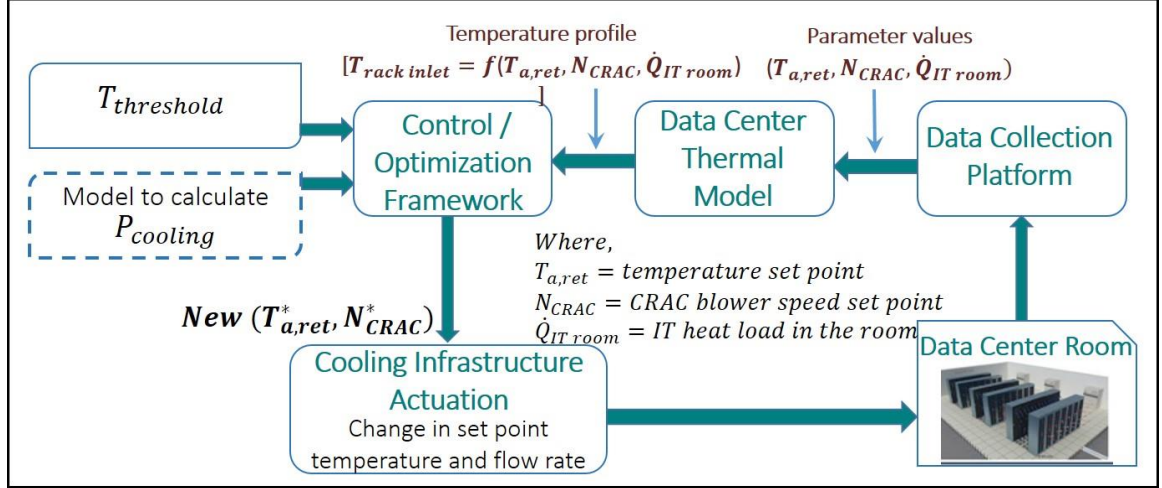 Temperature profile
[T_rack inlet = f(T_a,ret, N_CRAC, Q̇_IT room)
]
Parameter values
(T_a,ret, N_CRAC, Q̇_IT room)
T_threshold
Control /
Optimization
Framework
Data Center
Thermal
Model
Data Collection
Platform
Model to calculate
P_cooling
Where,
T_a,ret = temperature set point
N_CRAC = CRAC blower speed set point
Q̇_IT room = IT heat load in the room
New (T*_a,ret, N*_CRAC)
Cooling Infrastructure
Actuation
Change in set point
temperature and flow rate
Data Center Room